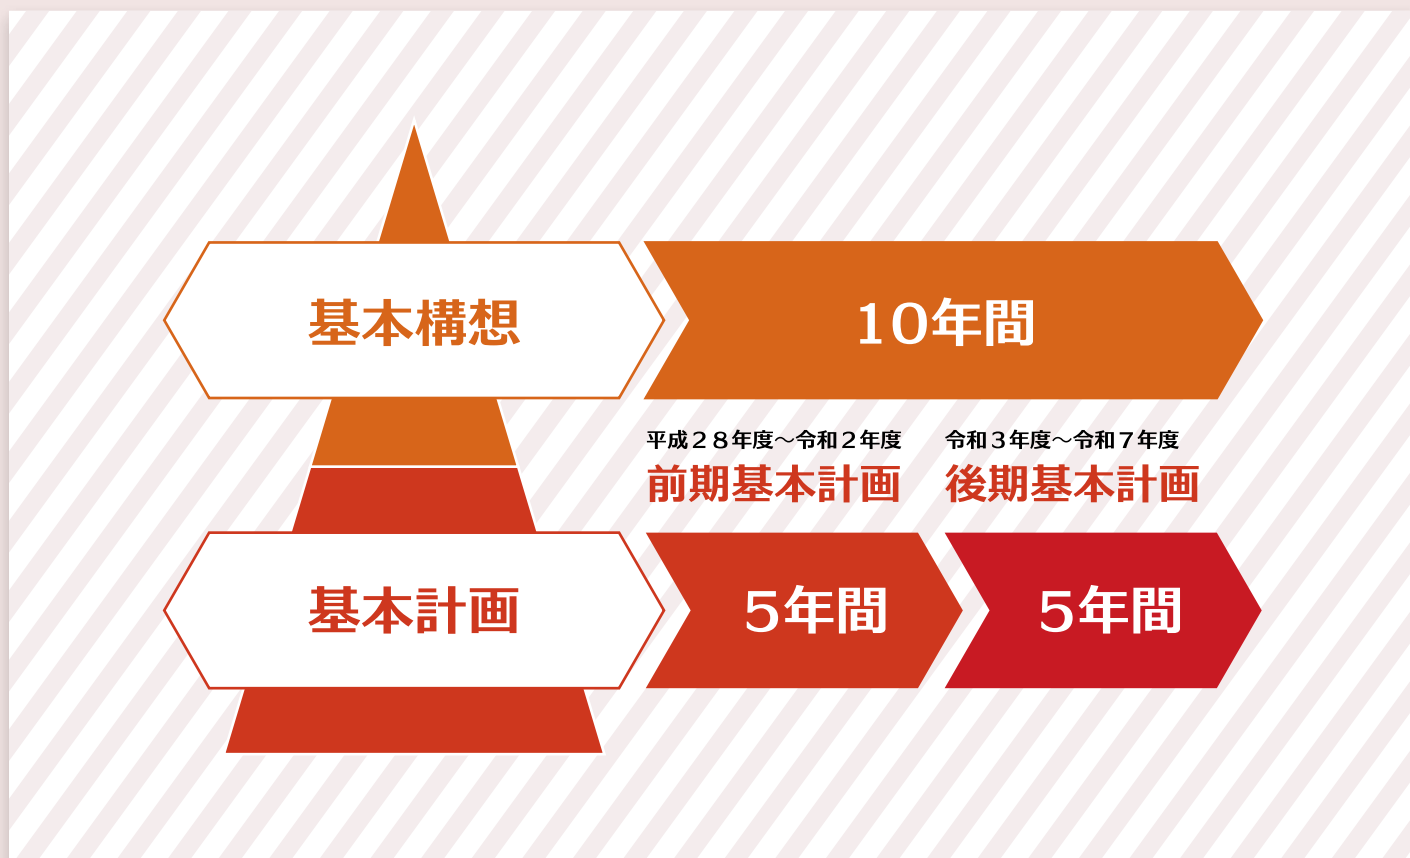 基本構想
10年間
平成２８年度～令和２年度
前期基本計画
令和３年度～令和７年度
後期基本計画
基本計画
5年間
5年間